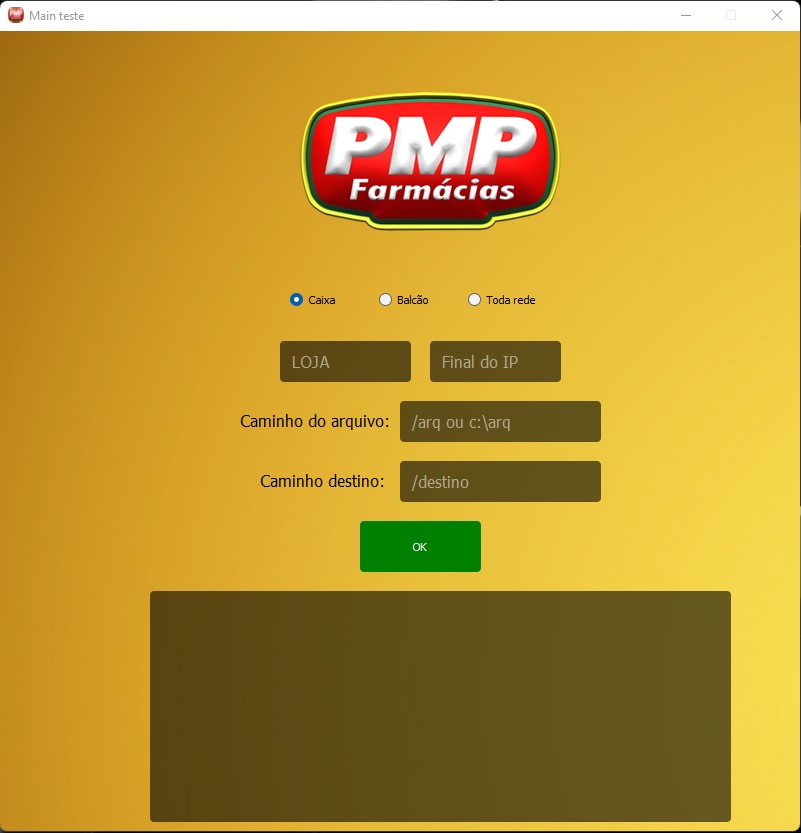 Main teste
PMP
Farmácias
Caixa Balcão Toda rede
LOJA Final do IP
Caminho do arquivo: /arq ou c:\arq
Caminho destino: /destino
OK